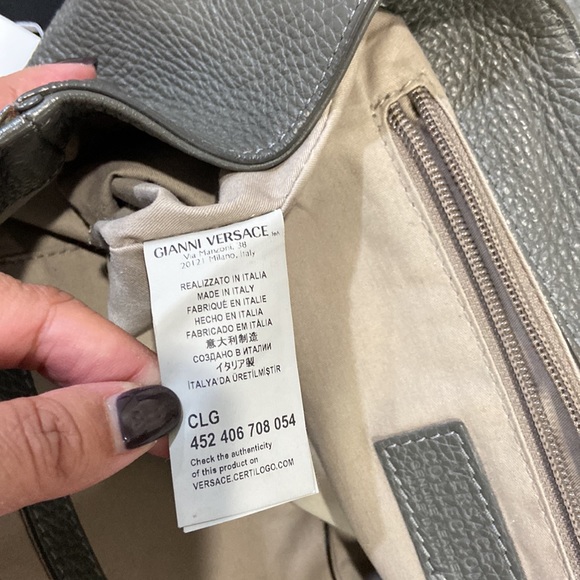 GIANNI VERSACE
Via Manzoni, 38
20121 Milano, Italy
REALIZZATO IN ITALIA
MADE IN ITALY
FABRIQUÉ EN ITALIE
HECHO EN ITALIA
FABRICADO EM ITÀLIA
意大利制造
СОЗДАНО В ИТАЛИИ
イタリア製
İTALYA'DA ÜRETİLMİŞTİR
CLG
452 406 708 054
Check the authenticity
of this product on
VERSACE.CERTILOGO.COM